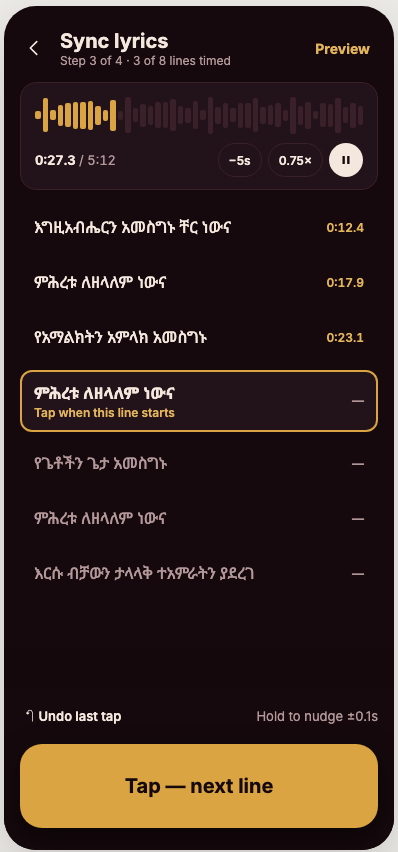 Sync lyrics
Preview
Step 3 of 4 · 3 of 8 lines timed
0:27.3 / 5:12
−5s
0.75×
እግዚአብሔርን አመስግኑ ቸር ነውና
0:12.4
ምሕረቱ ለዘላለም ነውና
0:17.9
የአማልክትን አምላክ አመስግኑ
0:23.1
ምሕረቱ ለዘላለም ነውና
Tap when this line starts
—
የጌቶችን ጌታ አመስግኑ
—
ምሕረቱ ለዘላለም ነውና
—
እርሱ ብቻውን ታላላቅ ተአምራትን ያደረገ
—
Undo last tap
Hold to nudge ±0.1s
Tap — next line